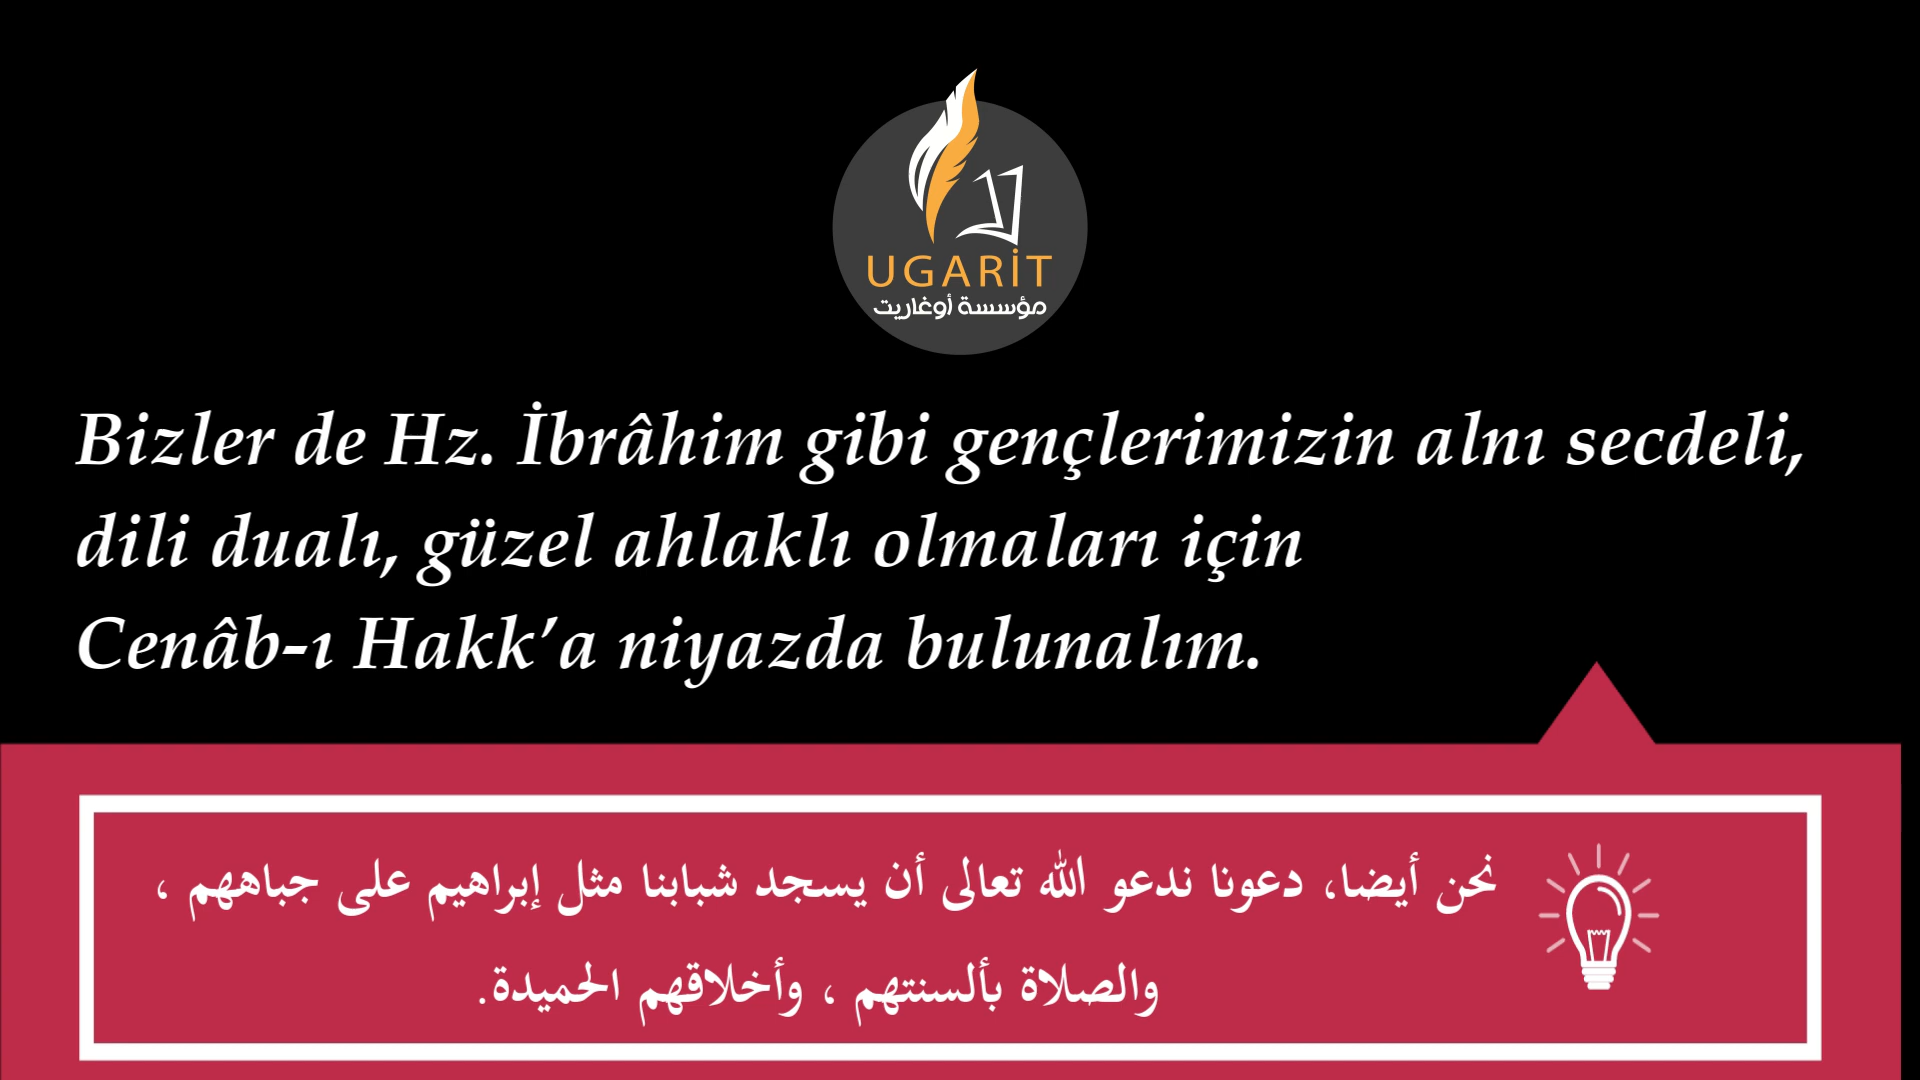 UGARİT
مؤسسة أوغاريت
Bizler de Hz. İbrâhim gibi gençlerimizin alnı secdeli,
dili dualı, güzel ahlaklı olmaları için
Cenâb-ı Hakk’a niyazda bulunalım.
نحن أيضا، دعونا ندعو الله تعالى أن يسجد شبابنا مثل إبراهيم على جباههم ،
والصلاة بألسنتهم ، وأخلاقهم الحميدة.